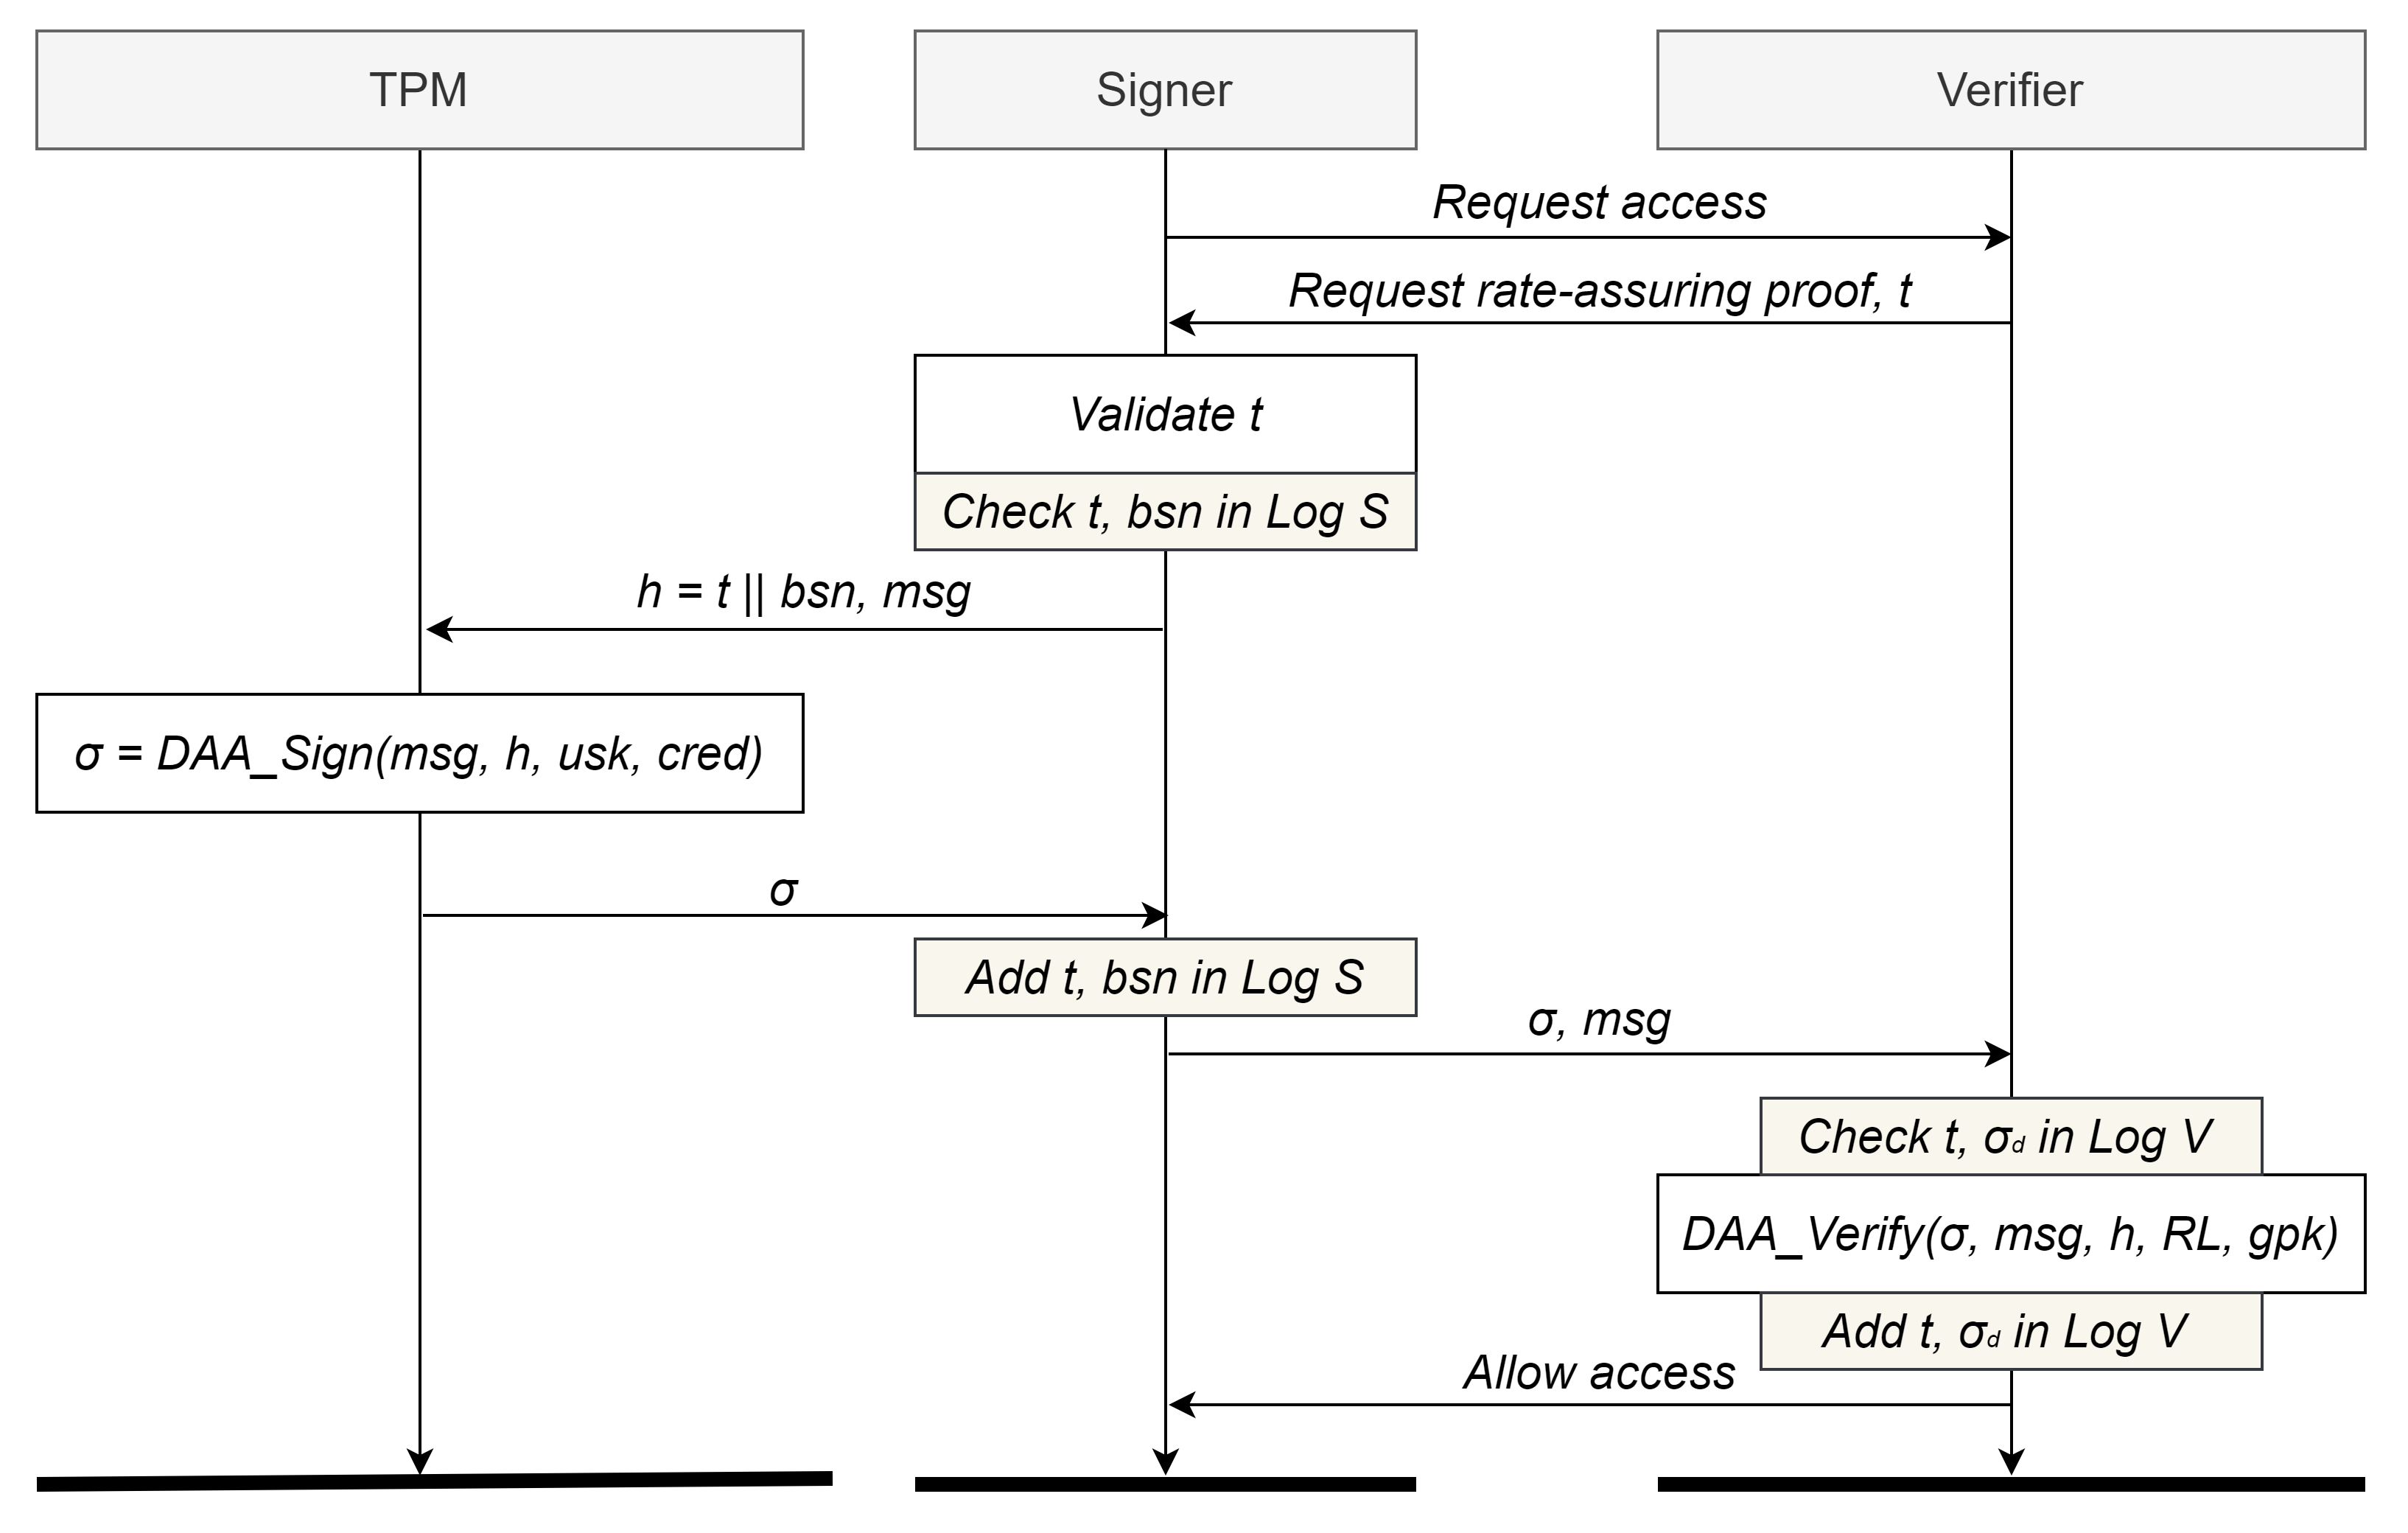 TPM
Signer
Verifier
Request access
Request rate-assuring proof, t
Validate t
Check t, bsn in Log S
h = t || bsn, msg
σ = DAA_Sign(msg, h, usk, cred)
σ
Add t, bsn in Log S
σ, msg
Check t, σd in Log V
DAA_Verify(σ, msg, h, RL, gpk)
Add t, σd in Log V
Allow access